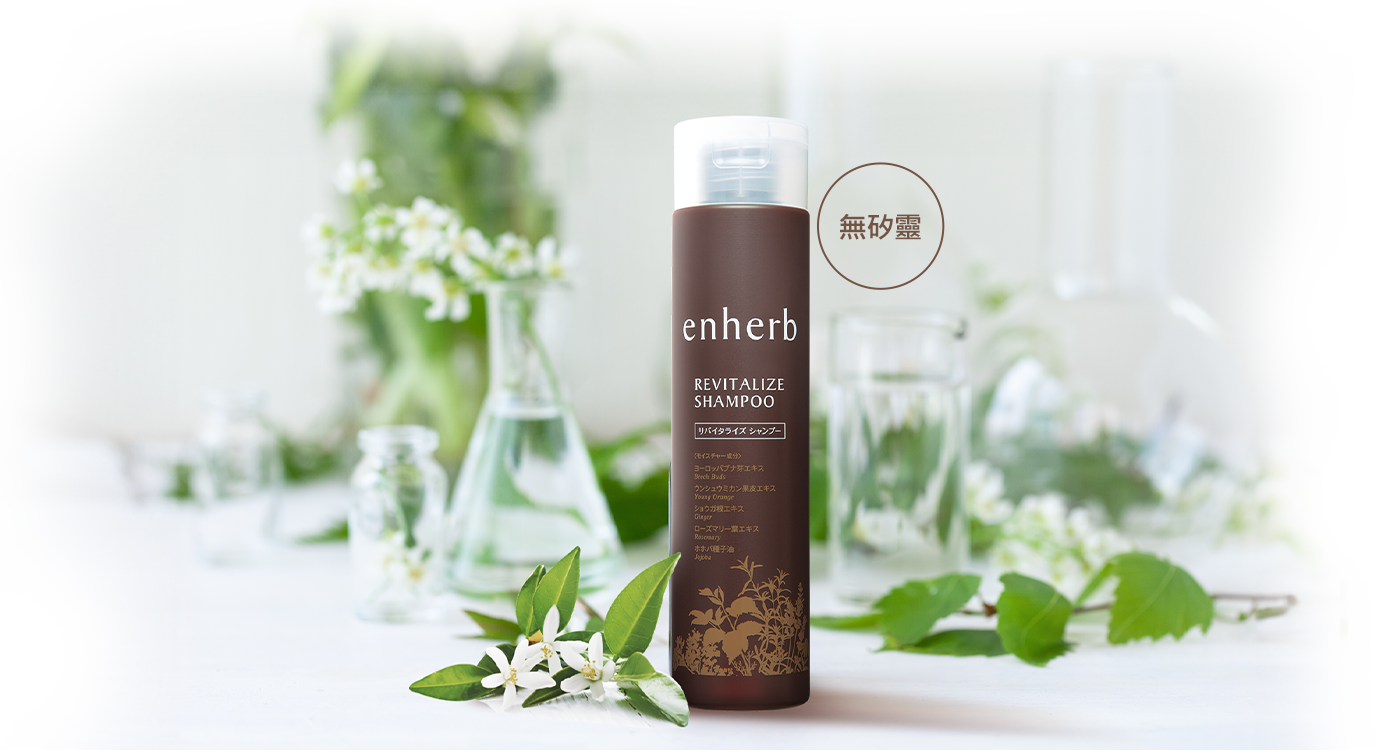 無矽靈
enherb
REVITALIZE
SHAMPOO
リバイタライズ シャンプー
〈モイスチャー成分〉
ヨーロッパブナ芽エキス
Beech Buds
ウンシュウミカン果皮エキス
Young Orange
ショウガ根エキス
Ginger
ローズマリー葉エキス
Rosemary
ホホバ種子油
Jojoba